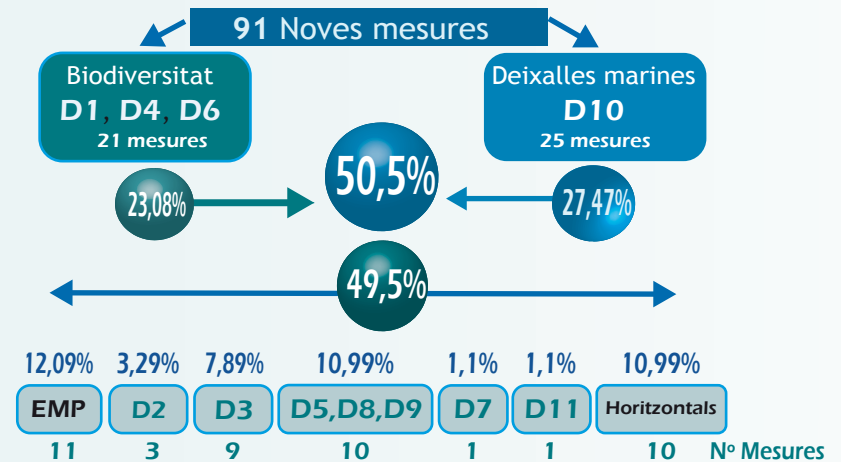 91 Noves mesures
Biodiversitat
D1, D4, D6
21 mesures
Deixalles marines
D10
25 mesures
50,5%
23,08%
27,47%
49,5%
12,09% 3,29% 7,89% 10,99% 1,1% 1,1% 10,99%
EMP D2 D3 D5,D8,D9 D7 D11 Horitzontals
11 3 9 10 1 1 10 Nº Mesures